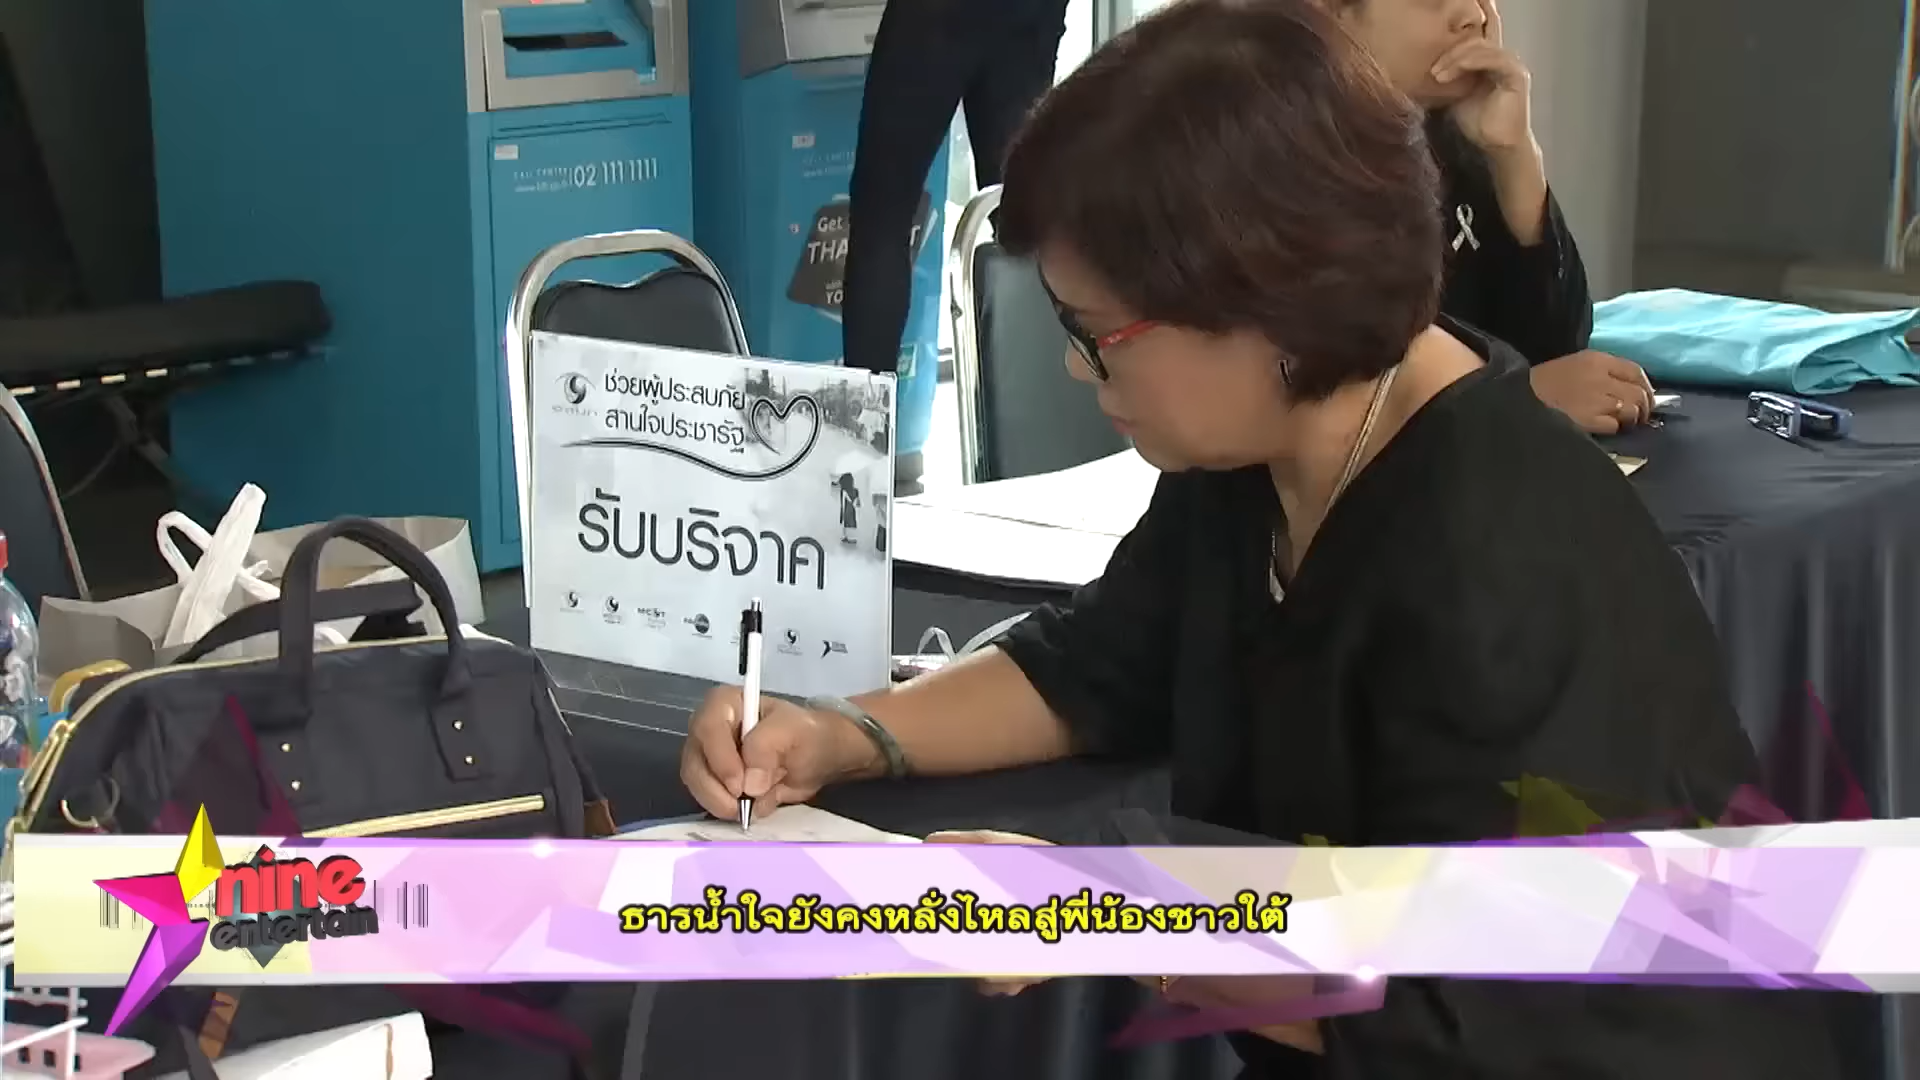 CALL CENTER
02 111 1111
Get
ช่วยผู้ประสบภัย
สานใจประชารัฐ
รับบริจาค
nine
entertain
ธารน้ำใจยังคงหลั่งไหลสู่พี่น้องชาวใต้